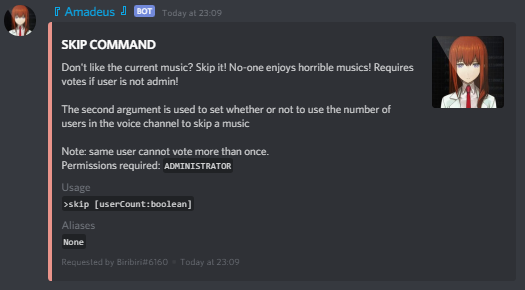 『 Amadeus 』 BOT Today at 23:09
SKIP COMMAND
Don't like the current music? Skip it! No-one enjoys horrible musics! Requires
votes if user is not admin!
The second argument is used to set whether or not to use the number of
users in the voice channel to skip a music
Note: same user cannot vote more than once.
Permissions required: ADMINISTRATOR
Usage
>skip [userCount:boolean]
Aliases
None
Requested by Biribiri#6160 • Today at 23:09